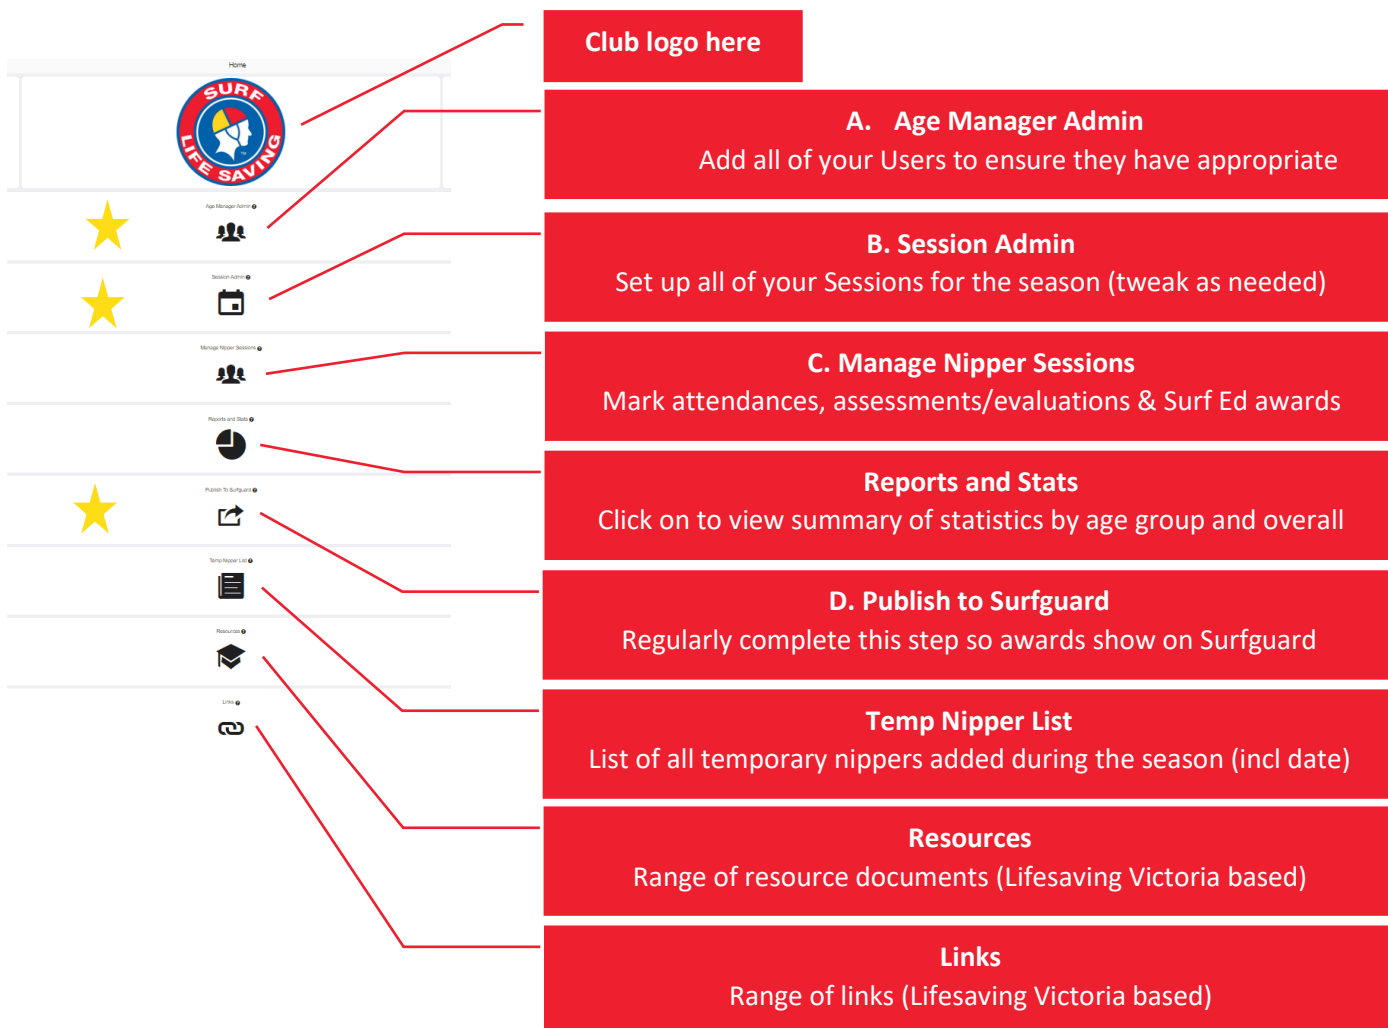 Club logo here
Home
SURF
LIFE SAVING
TM
A. Age Manager Admin
Add all of your Users to ensure they have appropriate
Age Manager Admin ?
B. Session Admin
Set up all of your Sessions for the season (tweak as needed)
Session Admin ?
C. Manage Nipper Sessions
Mark attendances, assessments/evaluations & Surf Ed awards
Manage Nipper Sessions ?
Reports and Stats
Click on to view summary of statistics by age group and overall
Reports and Stats ?
D. Publish to Surfguard
Regularly complete this step so awards show on Surfguard
Publish To Surfguard ?
Temp Nipper List
List of all temporary nippers added during the season (incl date)
Temp Nipper List ?
Resources
Range of resource documents (Lifesaving Victoria based)
Resources ?
Links
Range of links (Lifesaving Victoria based)
Links ?